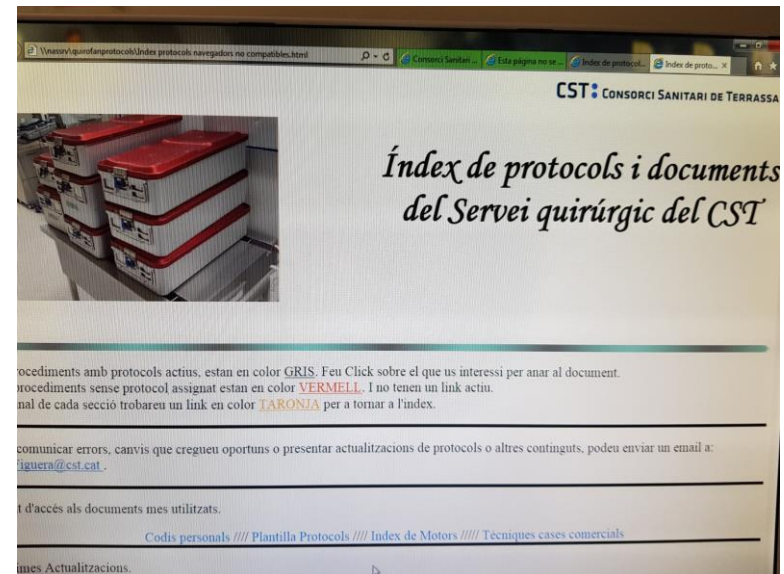 \\nassrv\quirofanprotocols\Index protocols navegadors no compatibles.html
Consorci Sanitari ...
Esta página no se ...
Index de protocol...
Index de proto... ×
CST: CONSORCI SANITARI DE TERRASSA
Índex de protocols i documents
del Servei quirúrgic del CST
rocediments amb protocols actius, estan en color GRIS. Feu Click sobre el que us interessi per anar al document.
rocediments sense protocol assignat estan en color VERMELL. I no tenen un link actiu.
nal de cada secció trobareu un link en color TARONJA per a tornar a l'index.
comunicar errors, canvis que cregueu oportuns o presentar actualitzacions de protocols o altres continguts, podeu enviar un email a:
iguera@cst.cat .
t d'accès als documents mes utilitzats.
Codis personals //// Plantilla Protocols //// Index de Motors ///// Tècniques cases comercials
imes Actualitzacions.